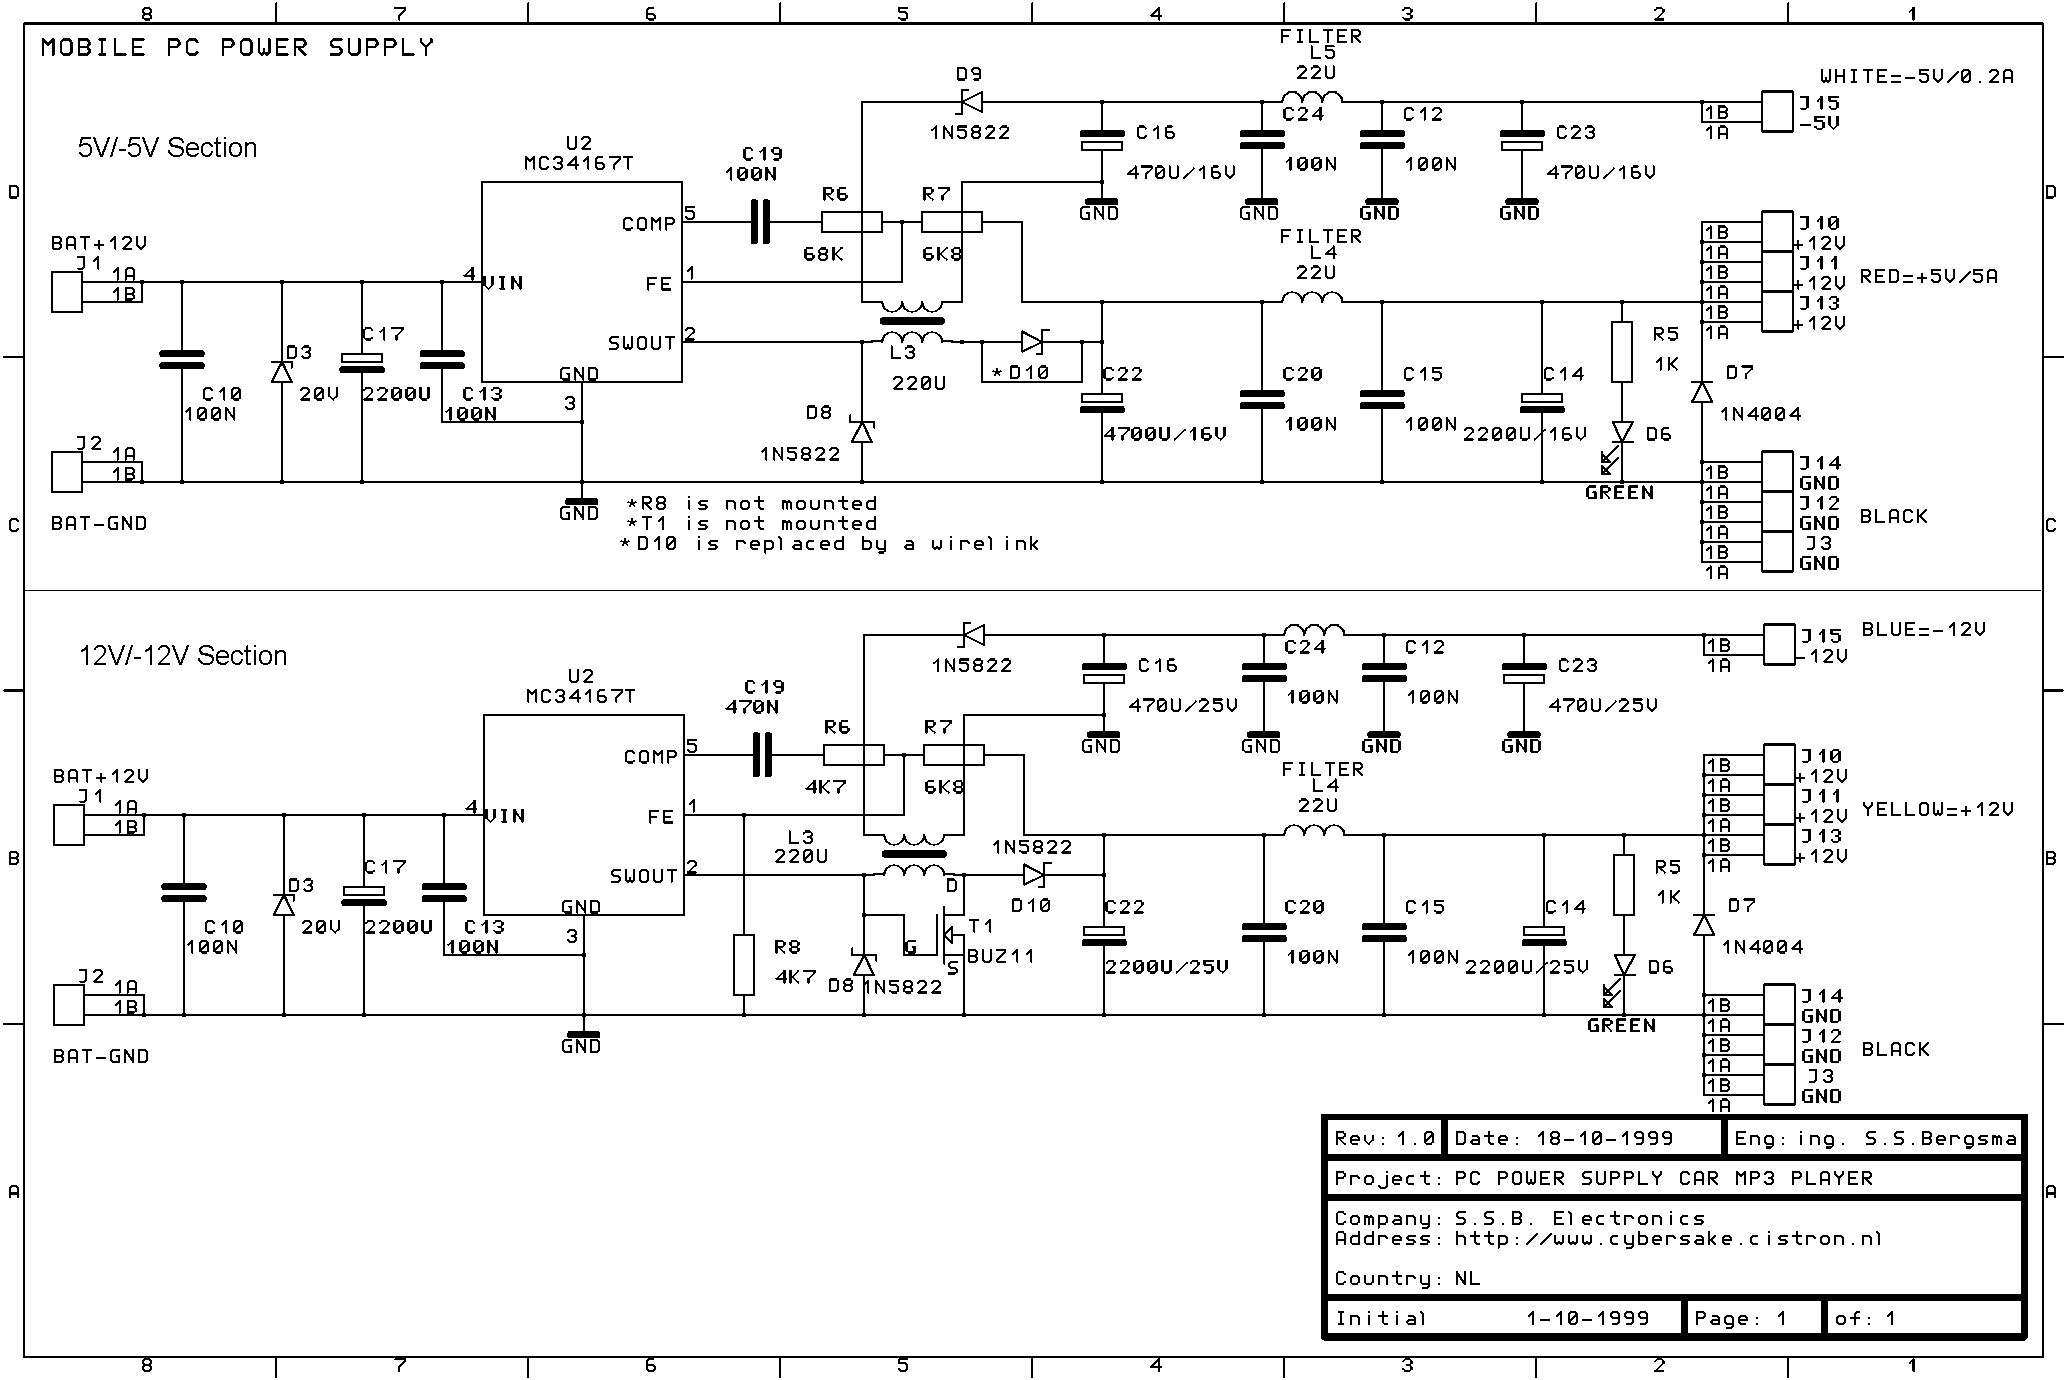 8 7 6 5 4 3 2 1
MOBILE PC POWER SUPPLY
5V/-5V Section
D
D
C
C
B
B
A
A
BAT+12V
J1
1A
1B
J2
1A
1B
BAT-GND
C10
100N
D3
20V
C17
2200U
C13
100N
U2
MC34167T
4
VIN
COMP
5
FE
1
SWOUT
2
GND
3
GND
C19
100N
R6
68K
R7
6K8
D9
1N5822
L3
220U
D8
1N5822
*D10
C16
470U/16V
GND
FILTER
L5
22U
C24
100N
GND
C12
100N
GND
C23
470U/16V
GND
WHITE=-5V/0.2A
1B
1A
J15
-5V
FILTER
L4
22U
C22
4700U/16V
C20
100N
C15
100N
C14
2200U/16V
R5
1K
D6
GREEN
D7
1N4004
1B
1A
1B
1A
1B
1A
J10
+12V
J11
+12V
J13
+12V
RED=+5V/5A
1B
1A
1B
1A
1B
1A
J14
GND
J12
GND
J3
GND
BLACK
*R8 is not mounted
*T1 is not mounted
*D10 is replaced by a wirelink
12V/-12V Section
BAT+12V
J1
1A
1B
J2
1A
1B
BAT-GND
C10
100N
D3
20V
C17
2200U
C13
100N
U2
MC34167T
4
VIN
COMP
5
FE
1
SWOUT
2
GND
3
GND
C19
470N
R6
4K7
R7
6K8
R8
4K7
1N5822
L3
220U
D8
1N5822
D
G
S
T1
BUZ11
1N5822
D10
C16
470U/25V
GND
C24
100N
GND
C12
100N
GND
C23
470U/25V
GND
BLUE=-12V
1B
1A
J15
-12V
FILTER
L4
22U
C22
2200U/25V
C20
100N
C15
100N
C14
2200U/25V
R5
1K
D6
GREEN
D7
1N4004
1B
1A
1B
1A
1B
1A
J10
+12V
J11
+12V
J13
+12V
YELLOW=+12V
1B
1A
1B
1A
1B
1A
J14
GND
J12
GND
J3
GND
BLACK
Rev: 1.0 Date: 18-10-1999 Eng: ing. S.S.Bergsma
Project: PC POWER SUPPLY CAR MP3 PLAYER
Company: S.S.B. Electronics
Address: http://www.cybersake.cistron.nl
Country: NL
Initial 1-10-1999 Page: 1 of: 1
8 7 6 5 4 3 2 1